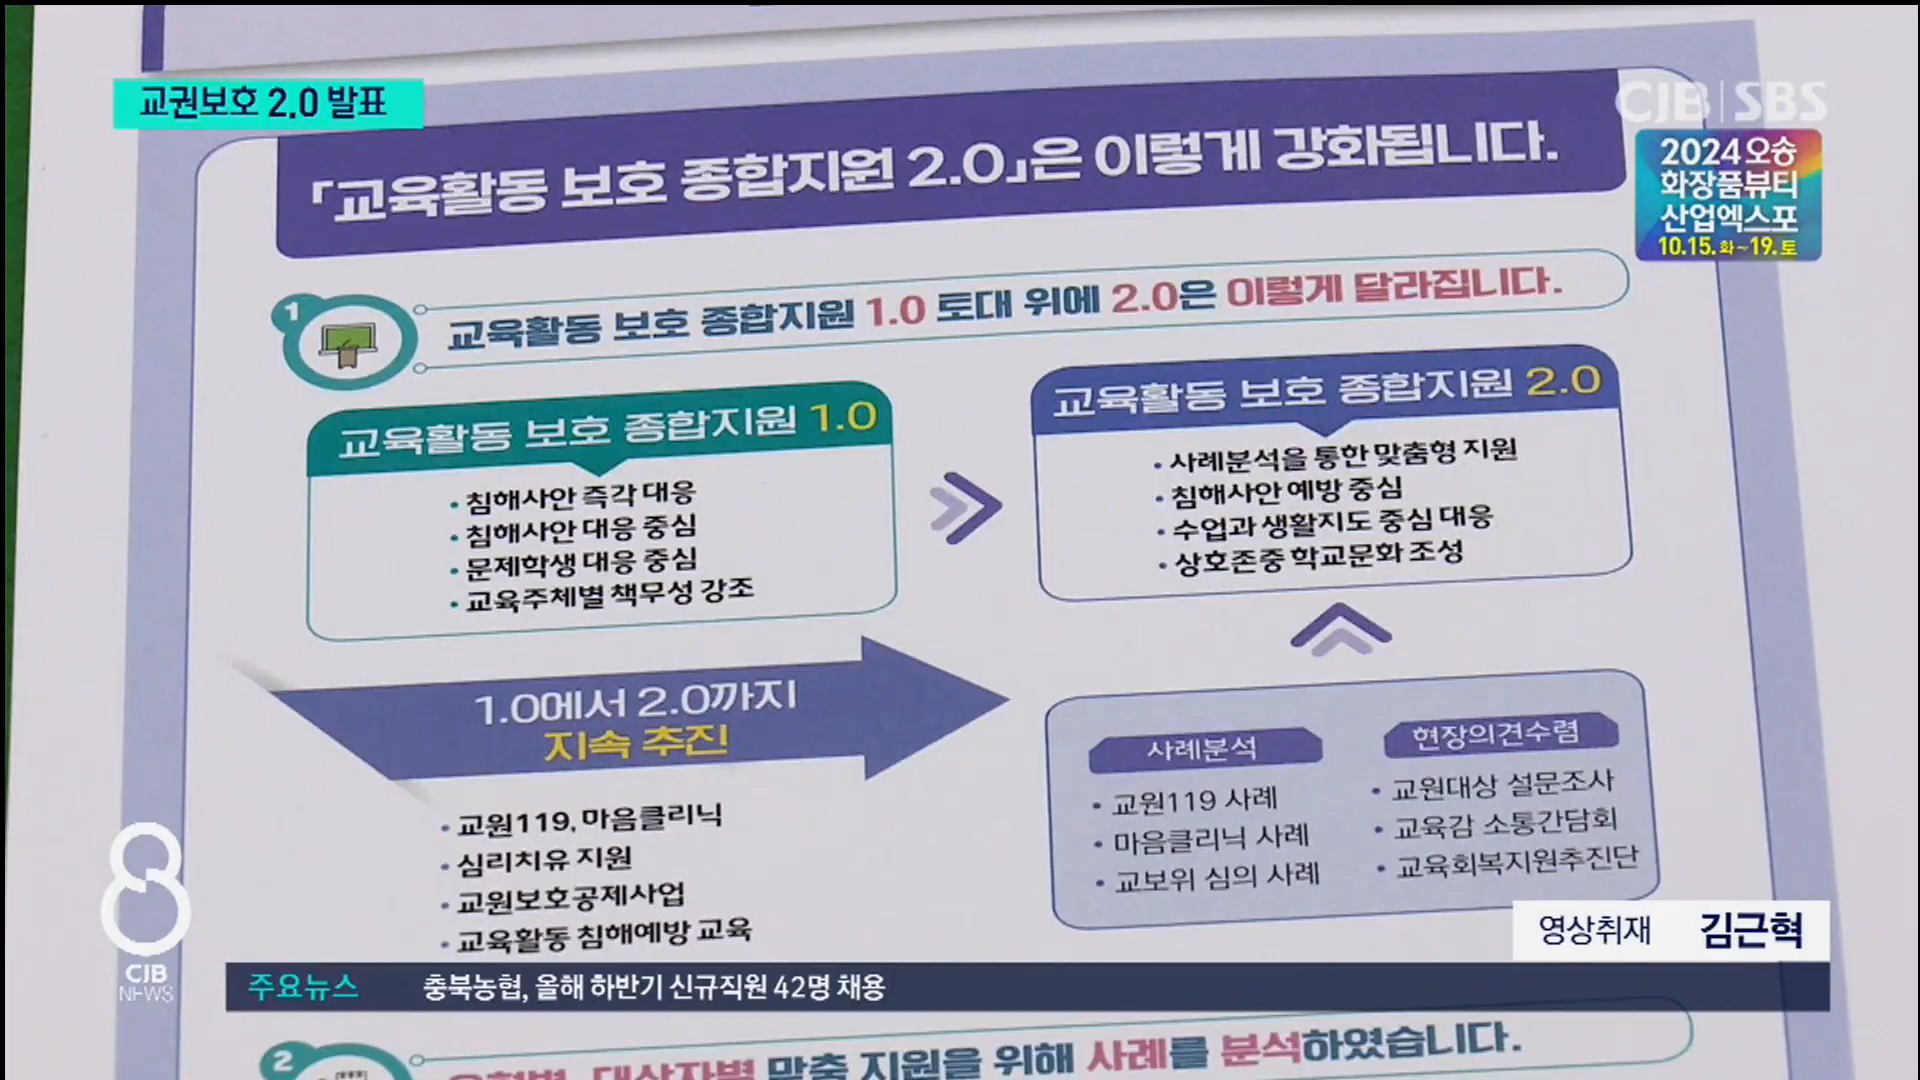 교권보호 2.0 발표
CJB SBS
2024오송
화장품뷰티
산업엑스포
10.15.화~19.토
「교육활동 보호 종합지원 2.0」은 이렇게 강화됩니다.
1
교육활동 보호 종합지원 1.0 토대 위에 2.0은 이렇게 달라집니다.
교육활동 보호 종합지원 1.0
• 침해사안 즉각 대응
• 침해사안 대응 중심
• 문제학생 대응 중심
• 교육주체별 책무성 강조
교육활동 보호 종합지원 2.0
• 사례분석을 통한 맞춤형 지원
• 침해사안 예방 중심
• 수업과 생활지도 중심 대응
• 상호존중 학교문화 조성
1.0에서 2.0까지
지속 추진
• 교원119, 마음클리닉
• 심리치유 지원
• 교원보호공제사업
• 교육활동 침해예방 교육
사례분석
• 교원119 사례
• 마음클리닉 사례
• 교보위 심의 사례
현장의견수렴
• 교원대상 설문조사
• 교육감 소통간담회
• 교육회복지원추진단
8
CJB
NEWS
영상취재 김근혁
주요뉴스 충북농협, 올해 하반기 신규직원 42명 채용
2
대상자별 맞춤 지원을 위해 사례를 분석하였습니다.